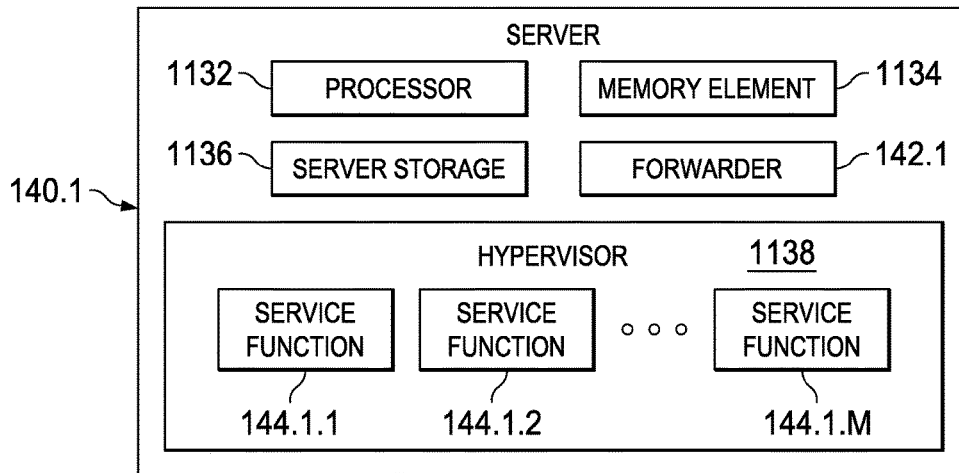 SERVER
1132 PROCESSOR MEMORY ELEMENT 1134
1136 SERVER STORAGE FORWARDER 142.1
140.1
HYPERVISOR 1138
SERVICE SERVICE SERVICE
FUNCTION FUNCTION FUNCTION
144.1.1 144.1.2 144.1.M